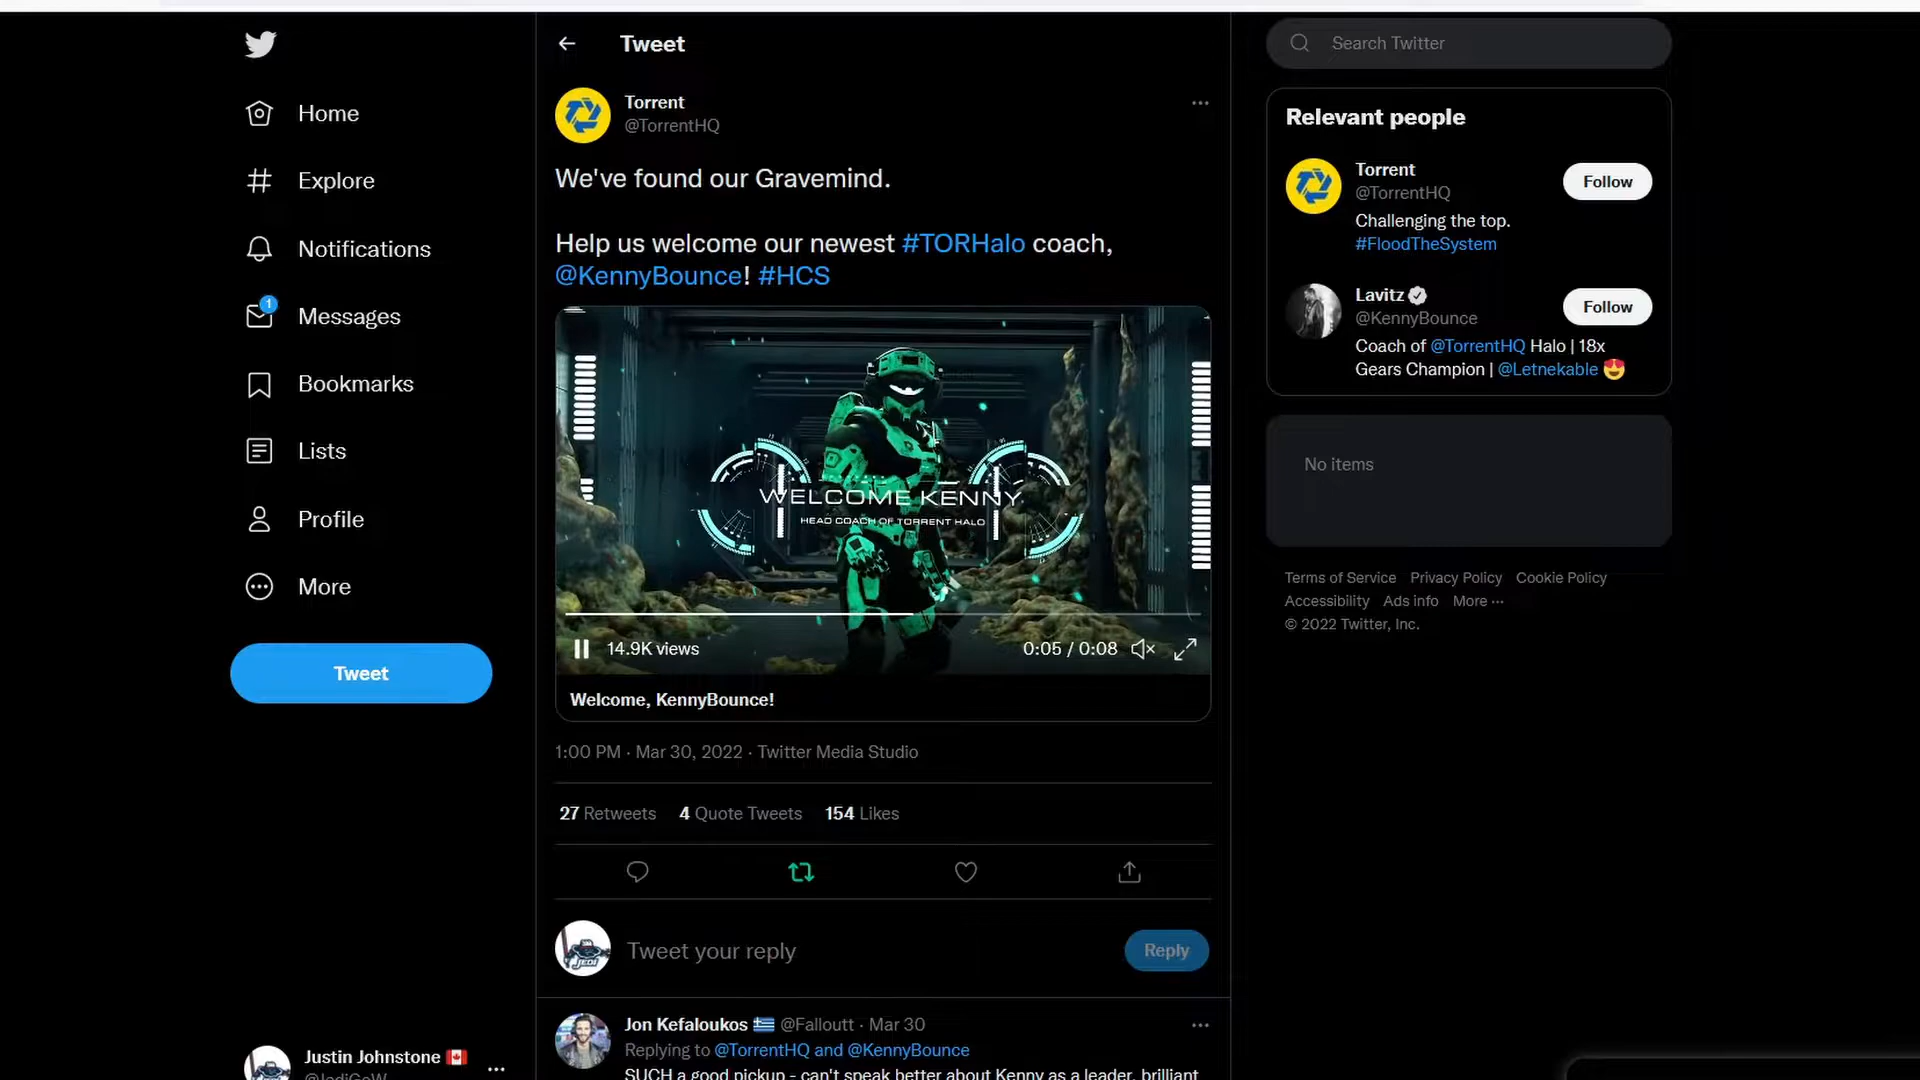 Tweet
Search Twitter
Home
Explore
Notifications
1
Messages
Bookmarks
Lists
Profile
More
Tweet
Torrent
@TorrentHQ
We've found our Gravemind.
Help us welcome our newest #TORHalo coach,
@KennyBounce! #HCS
WELCOME KENNY
HEAD COACH OF TORRENT HALO
14.9K views
0:05 / 0:08
Welcome, KennyBounce!
1:00 PM · Mar 30, 2022 · Twitter Media Studio
27 Retweets 4 Quote Tweets 154 Likes
JEDI
Tweet your reply
Reply
Jon Kefaloukos 🇬🇷 @Falloutt · Mar 30
Replying to @TorrentHQ and @KennyBounce
SUCH a good pickup - can't speak better about Kenny as a leader, brilliant
Relevant people
Torrent
@TorrentHQ
Follow
Challenging the top.
#FloodTheSystem
Lavitz
@KennyBounce
Follow
Coach of @TorrentHQ Halo | 18x
Gears Champion | @Letnekable 😍
No items
Terms of Service Privacy Policy Cookie Policy
Accessibility Ads info More ···
© 2022 Twitter, Inc.
Justin Johnstone 🇨🇦